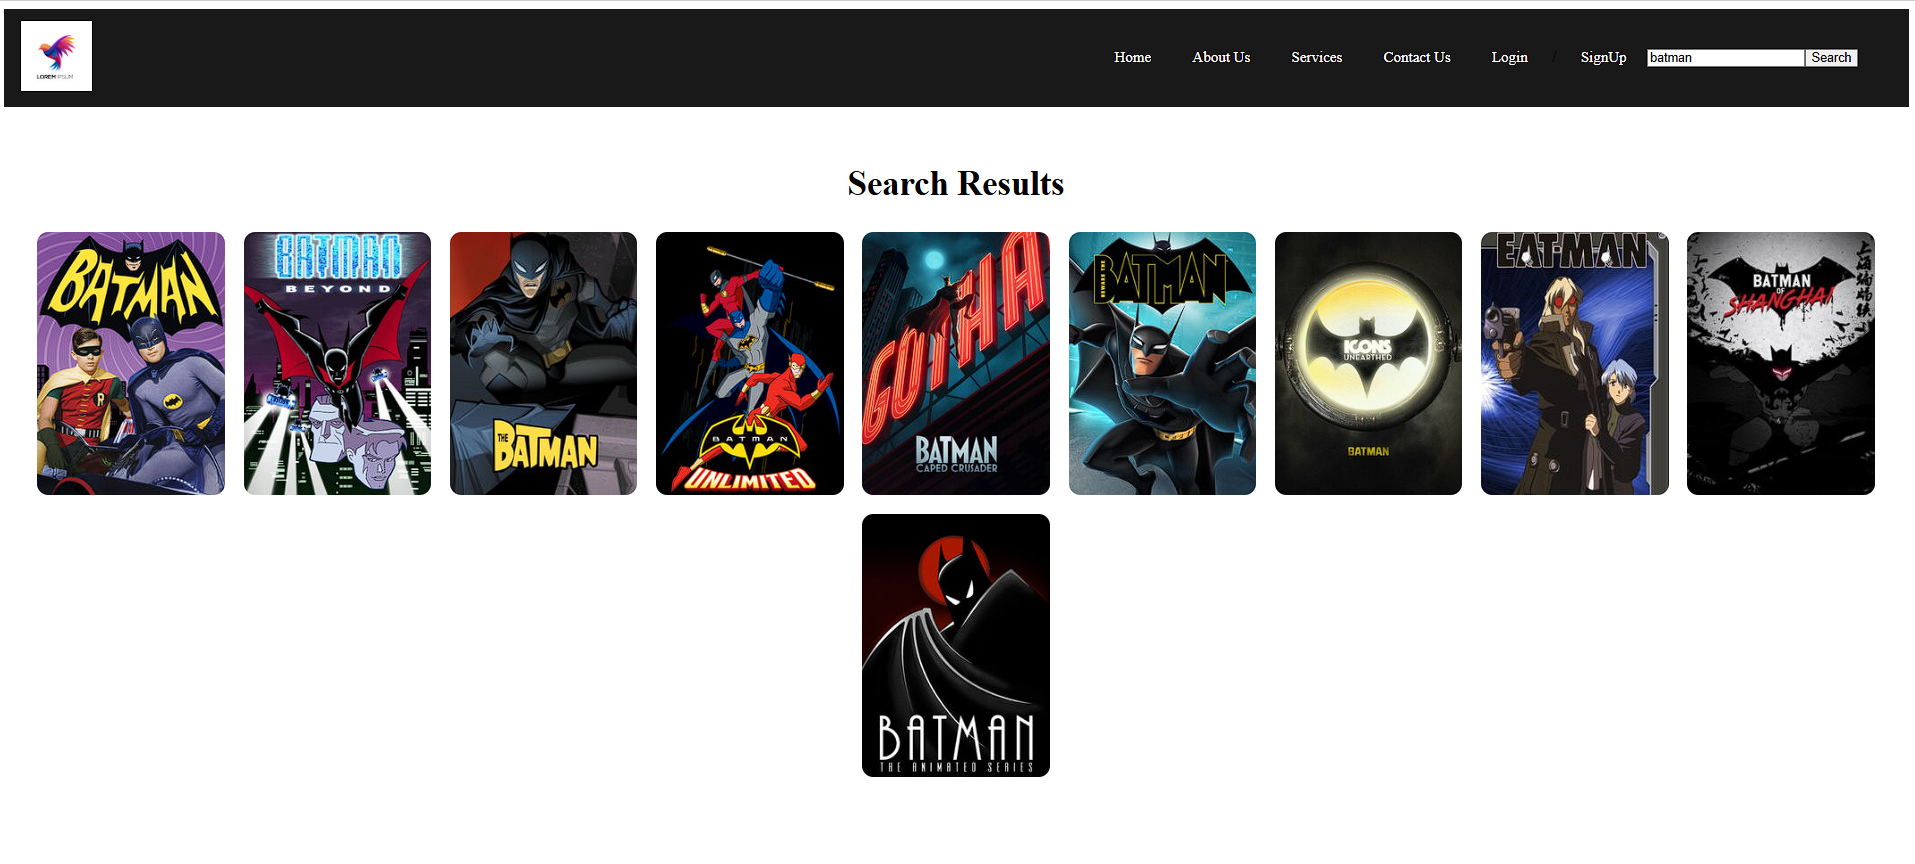 LOREM IPSUM
Home About Us Services Contact Us Login / SignUp batman Search
Search Results
BATMAN
R
BATMAN
BEYOND
THE
BATMAN
BATMAN
UNLIMITED
GOTHA
BATMAN
CAPED CRUSADER
BEWARE THE
BATMAN
ICONS
UNEARTHED
BATMAN
EATMAN
BATMAN
OF
SHANGHAI
BATMAN
THE ANIMATED SERIES